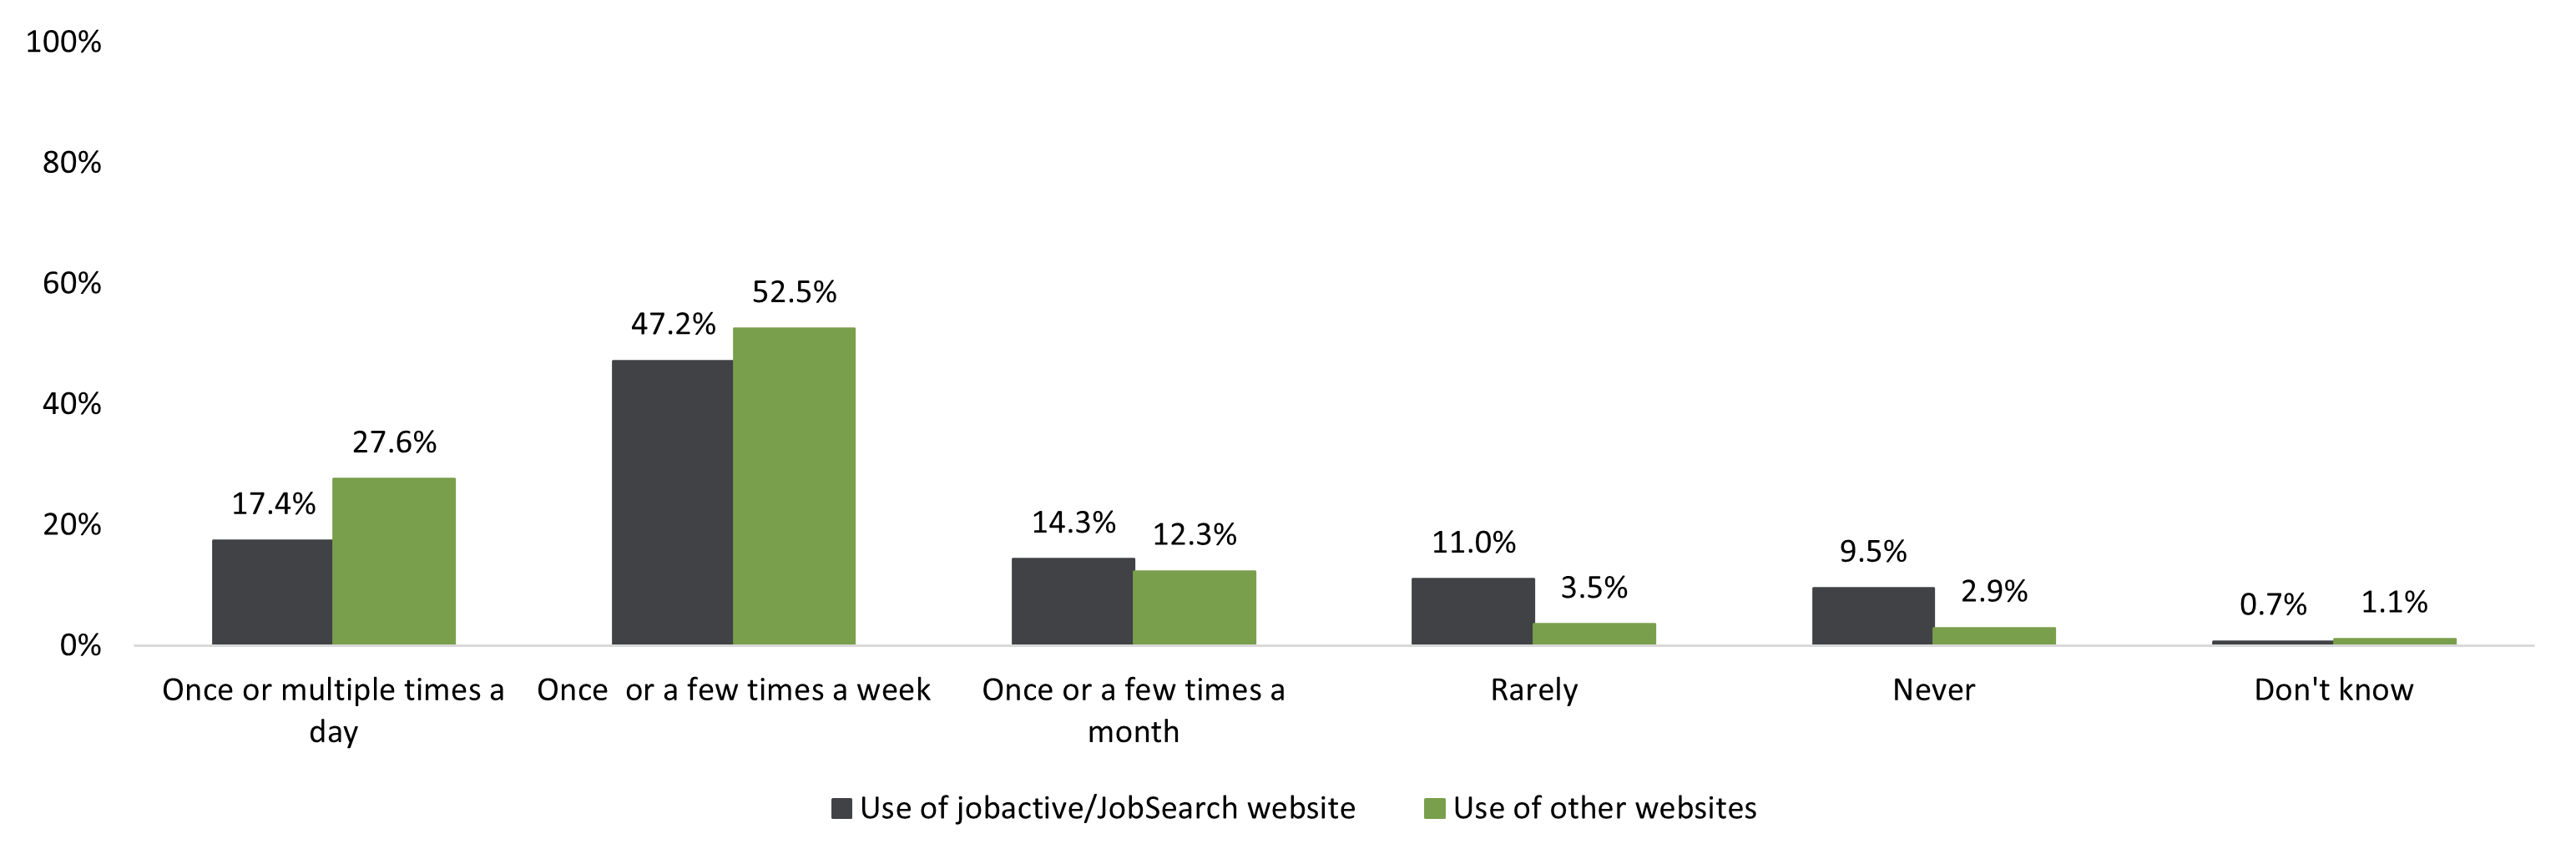 100%
80%
60%
40%
20%
0%
17.4%
27.6%
47.2%
52.5%
14.3%
12.3%
11.0%
3.5%
9.5%
2.9%
0.7%
1.1%
Once or multiple times a
day
Once  or a few times a week
Once or a few times a
month
Rarely
Never
Don't know
Use of jobactive/JobSearch website
Use of other websites